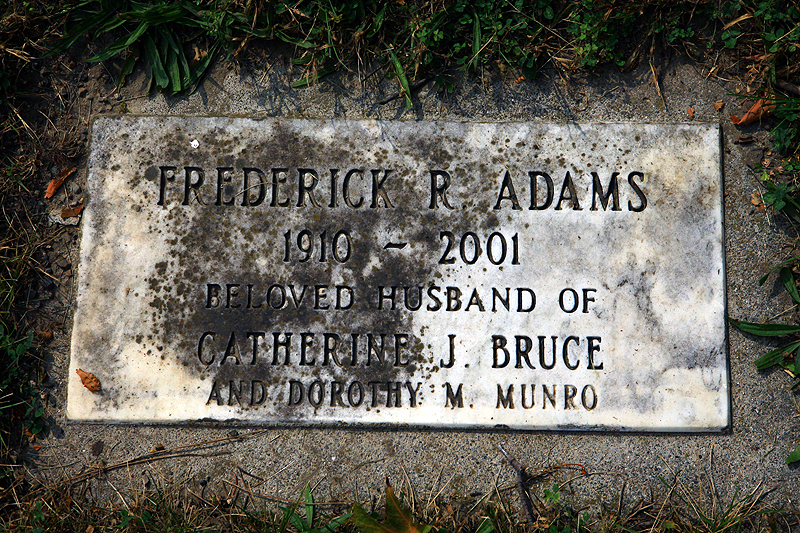 FREDERICK R. ADAMS
1910 ~ 2001
BELOVED HUSBAND OF
CATHERINE J. BRUCE
AND DOROTHY M. MUNRO